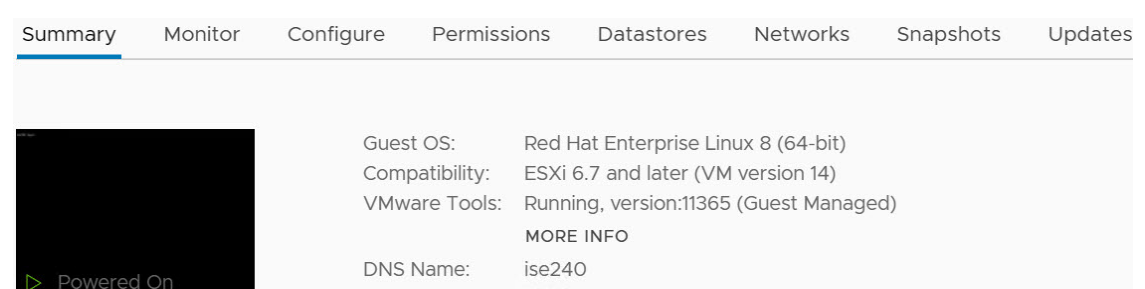 Summary Monitor Configure Permissions Datastores Networks Snapshots Updates
Guest OS: Red Hat Enterprise Linux 8 (64-bit)
Compatibility: ESXi 6.7 and later (VM version 14)
VMware Tools: Running, version:11365 (Guest Managed)
MORE INFO
DNS Name: ise240
Powered On